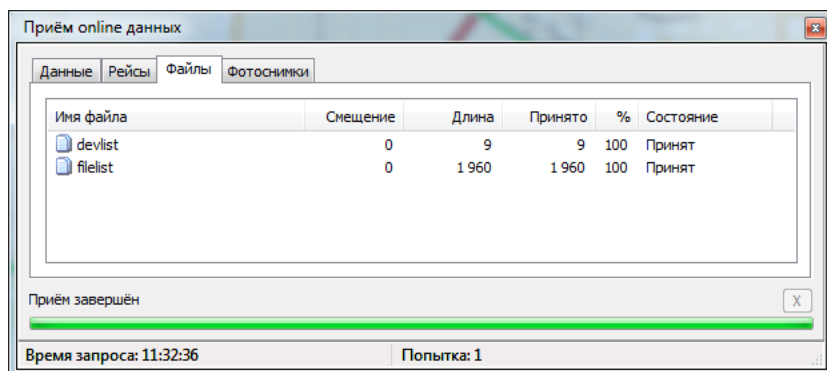 Приём online данных
Данные Рейсы Файлы Фотоснимки
Имя файла Смещение Длина Принято % Состояние
devlist 0 9 9 100 Принят
filelist 0 1 960 1 960 100 Принят
Приём завершён X
Время запроса: 11:32:36 Попытка: 1